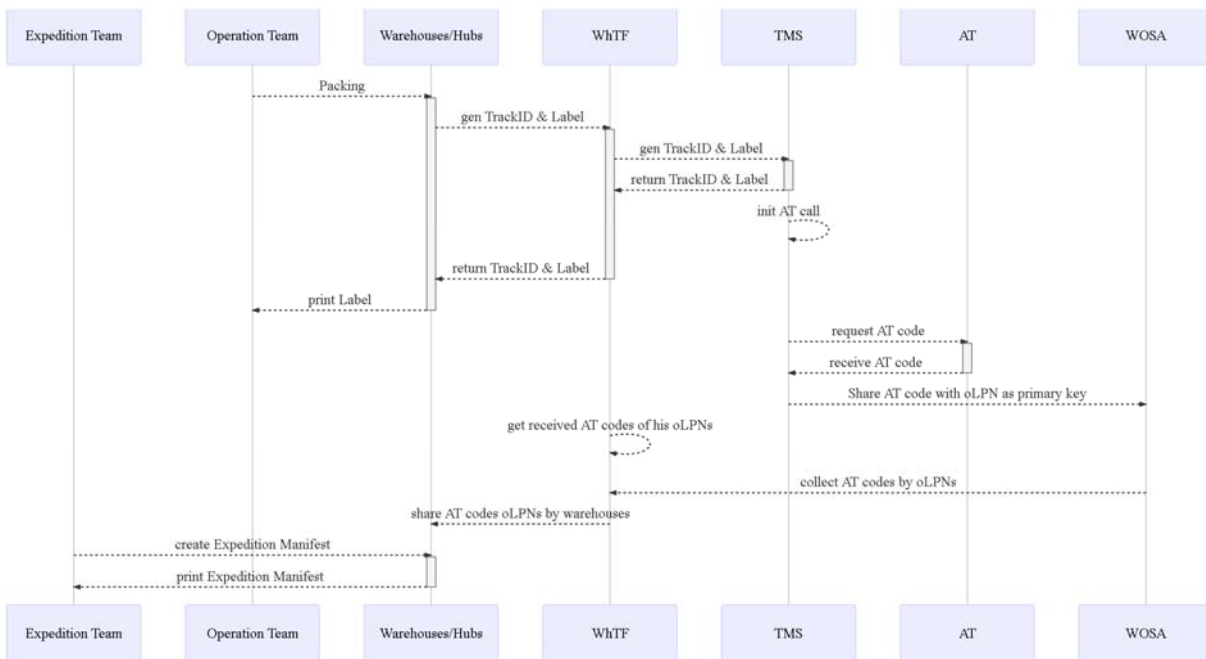 Expedition Team
Operation Team
Warehouses/Hubs
WhTF
TMS
AT
WOSA
Packing
gen TrackID & Label
gen TrackID & Label
return TrackID & Label
init AT call
return TrackID & Label
print Label
request AT code
receive AT code
Share AT code with oLPN as primary key
get received AT codes of his oLPNs
collect AT codes by oLPNs
share AT codes oLPNs by warehouses
create Expedition Manifest
print Expedition Manifest
Expedition Team
Operation Team
Warehouses/Hubs
WhTF
TMS
AT
WOSA